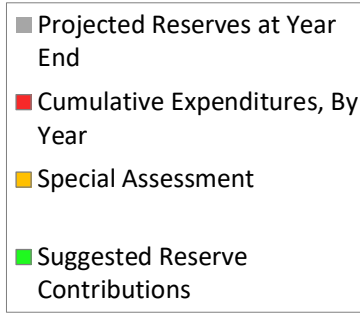 Projected Reserves at Year
End
Cumulative Expenditures, By
Year
Special Assessment
Suggested Reserve
Contributions